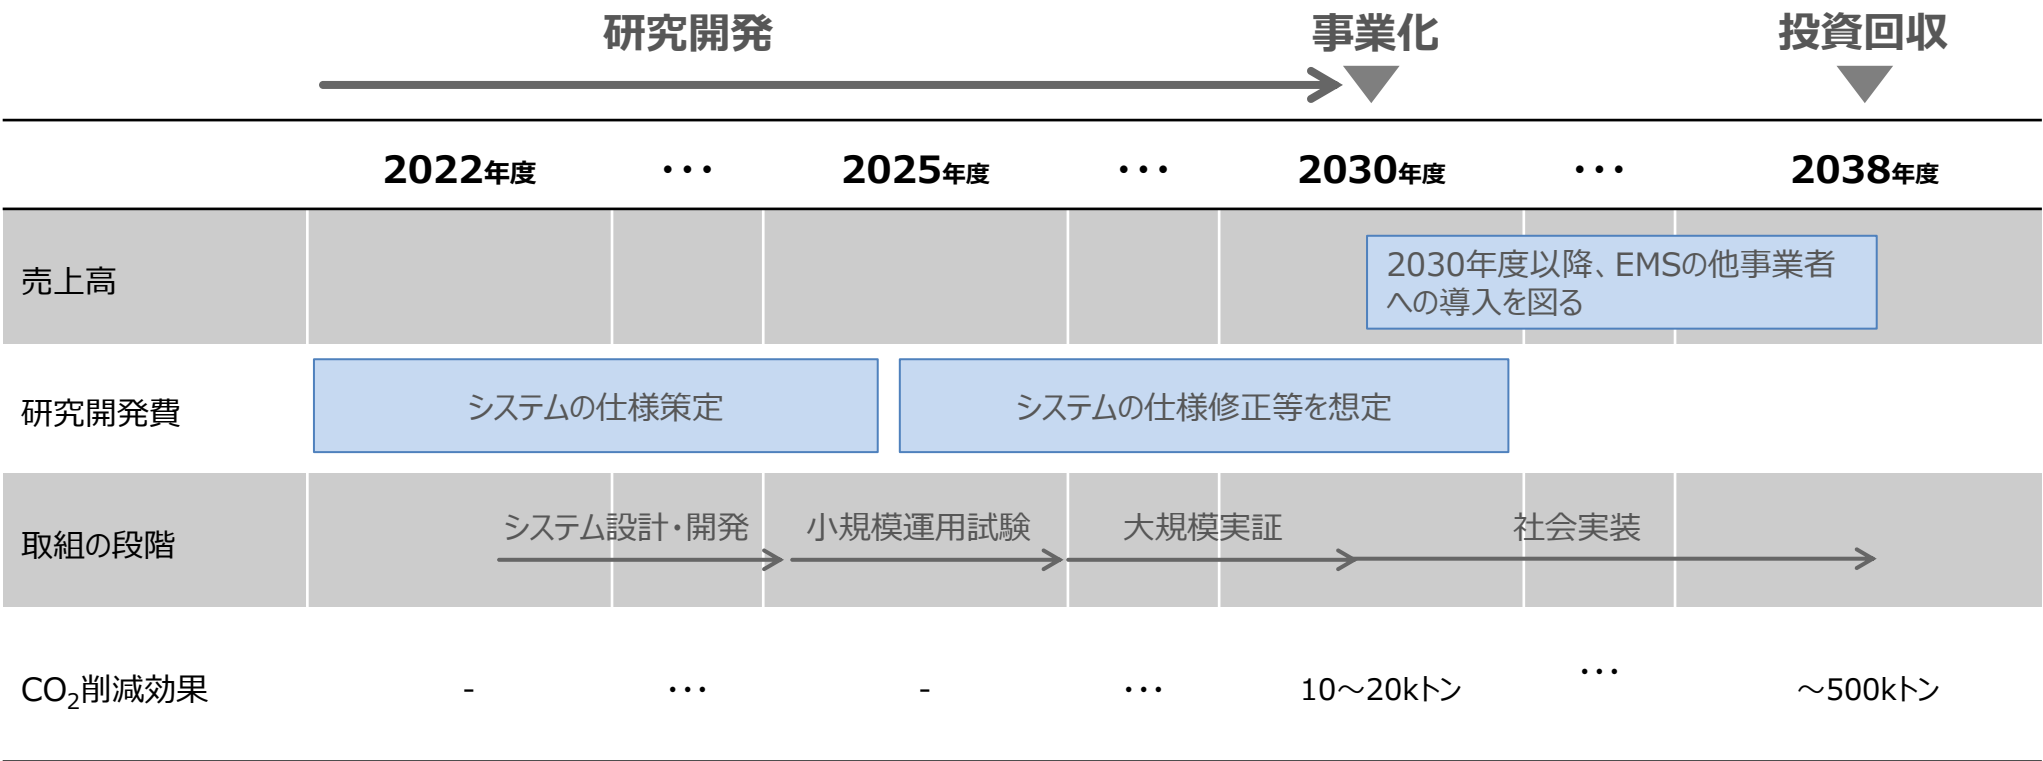 研究開発 事業化 投資回収
2022年度 ・・・ 2025年度 ・・・ 2030年度 ・・・ 2038年度
売上高
2030年度以降、EMSの他事業者
への導入を図る
研究開発費 システムの仕様策定 システムの仕様修正等を想定
取組の段階 システム設計・開発 小規模運用試験 大規模実証 社会実装
CO₂削減効果 - ・・・ - ・・・ 10～20kトン ・・・ ～500kトン